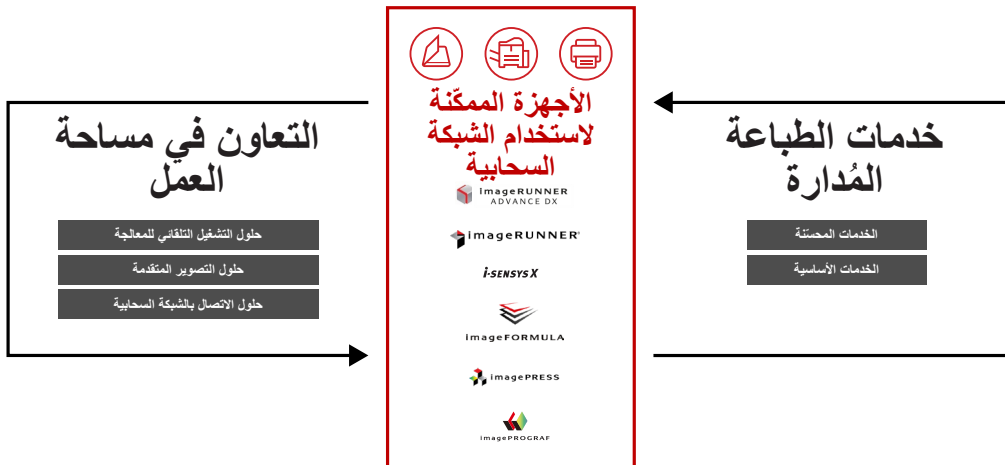 خدمات الطباعة
المُدارة
الخدمات المحسّنة
الخدمات الأساسية
الأجهزة الممكّنة
لاستخدام الشبكة
السحابية
imageRUNNER
ADVANCE DX
imageRUNNER
i-SENSYS X
imageFORMULA
imagePRESS
imagePROGRAF
التعاون في مساحة
العمل
حلول التشغيل التلقائي للمعالجة
حلول التصوير المتقدمة
حلول الاتصال بالشبكة السحابية